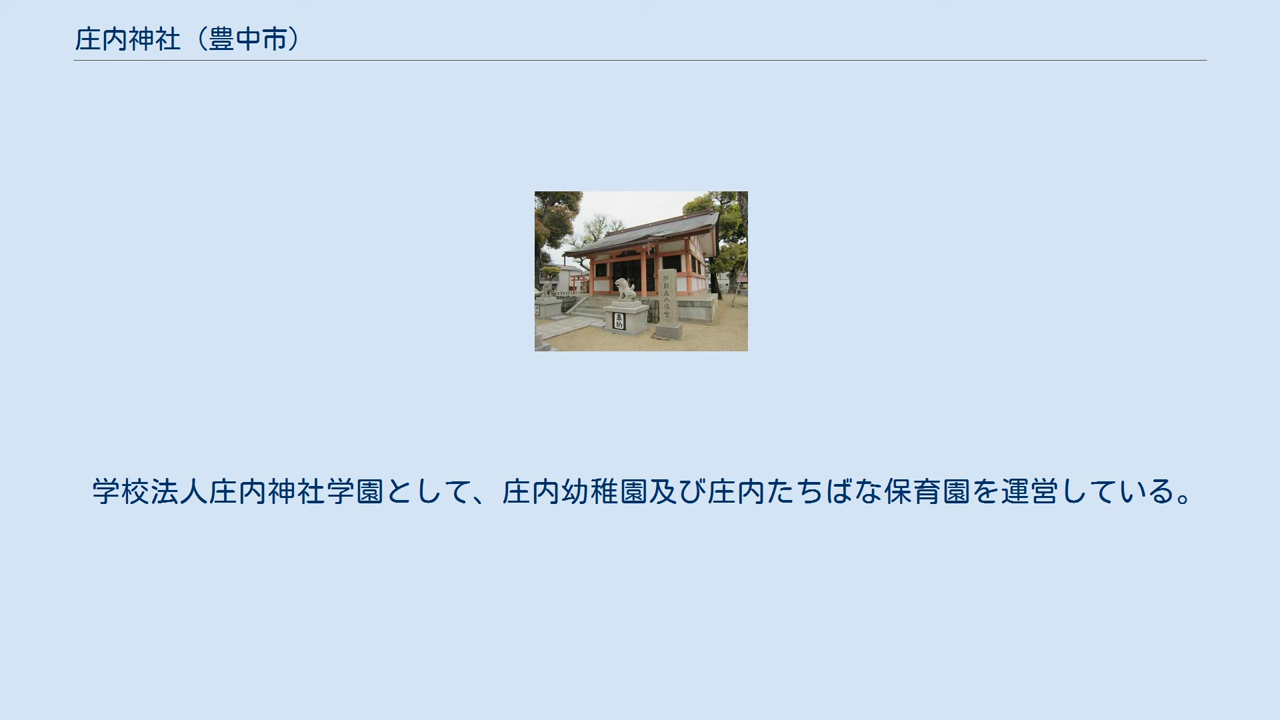 庄内神社（豊中市）
奉納
学校法人庄内神社学園として、庄内幼稚園及び庄内たちばな保育園を運営している。